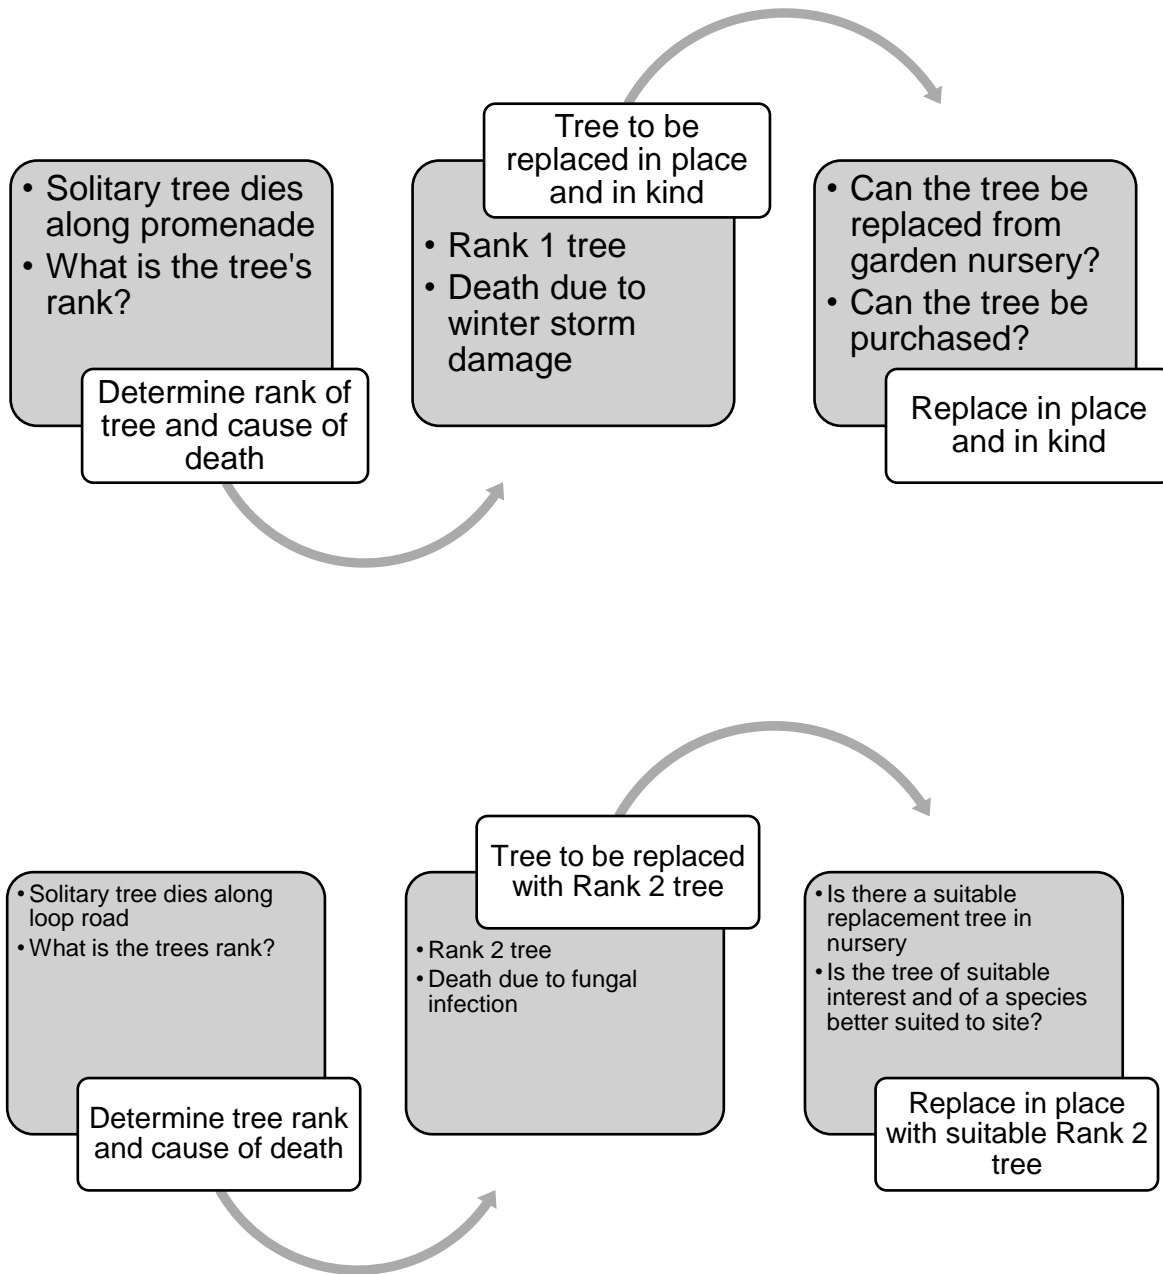 • Solitary tree dies
along promenade
• What is the tree's
rank?
Determine rank of
tree and cause of
death
Tree to be
replaced in place
and in kind
• Rank 1 tree
• Death due to
winter storm
damage
• Can the tree be
replaced from
garden nursery?
• Can the tree be
purchased?
Replace in place
and in kind
• Solitary tree dies along
loop road
• What is the trees rank?
Determine tree rank
and cause of death
Tree to be replaced
with Rank 2 tree
• Rank 2 tree
• Death due to fungal
infection
• Is there a suitable
replacement tree in
nursery
• Is the tree of suitable
interest and of a species
better suited to site?
Replace in place
with suitable Rank 2
tree